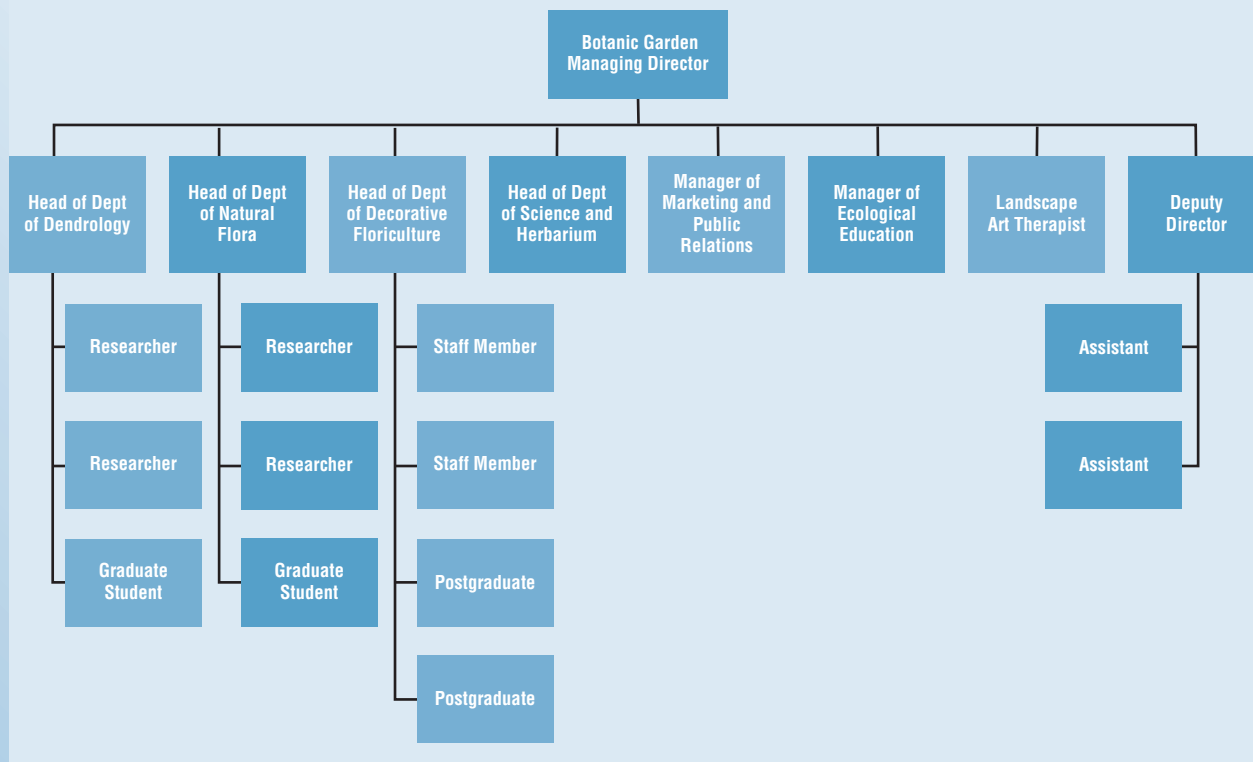 Botanic Garden
Managing Director
Head of Dept
of Dendrology
Head of Dept
of Natural
Flora
Head of Dept
of Decorative
Floriculture
Head of Dept
of Science and
Herbarium
Manager of
Marketing and
Public
Relations
Manager of
Ecological
Education
Landscape
Art Therapist
Deputy
Director
Researcher
Researcher
Graduate
Student
Researcher
Researcher
Graduate
Student
Staff Member
Staff Member
Postgraduate
Postgraduate
Assistant
Assistant